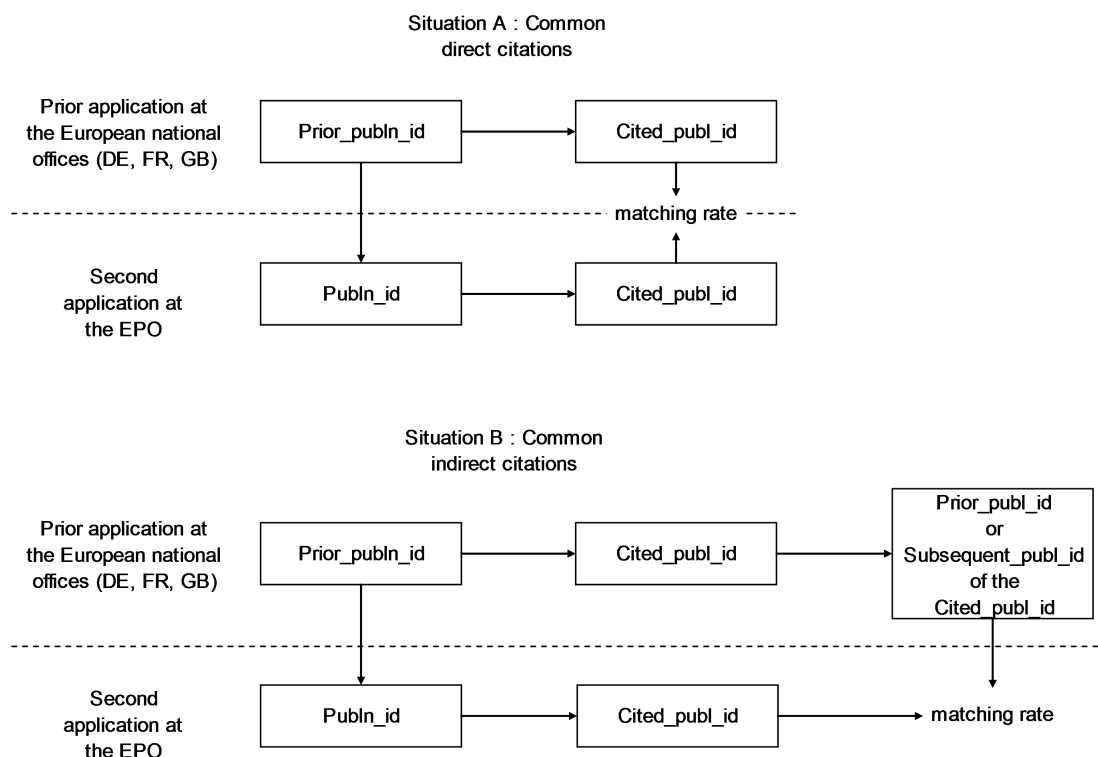 Situation A : Common
direct citations
Prior application at
the European national
offices (DE, FR, GB)
Prior_publn_id
Cited_publ_id
matching rate
Second
application at
the EPO
Publn_id
Cited_publ_id
Situation B : Common
indirect citations
Prior application at
the European national
offices (DE, FR, GB)
Prior_publn_id
Cited_publ_id
Prior_publ_id
or
Subsequent_publ_id
of the
Cited_publ_id
Second
application at
the EPO
Publn_id
Cited_publ_id
matching rate